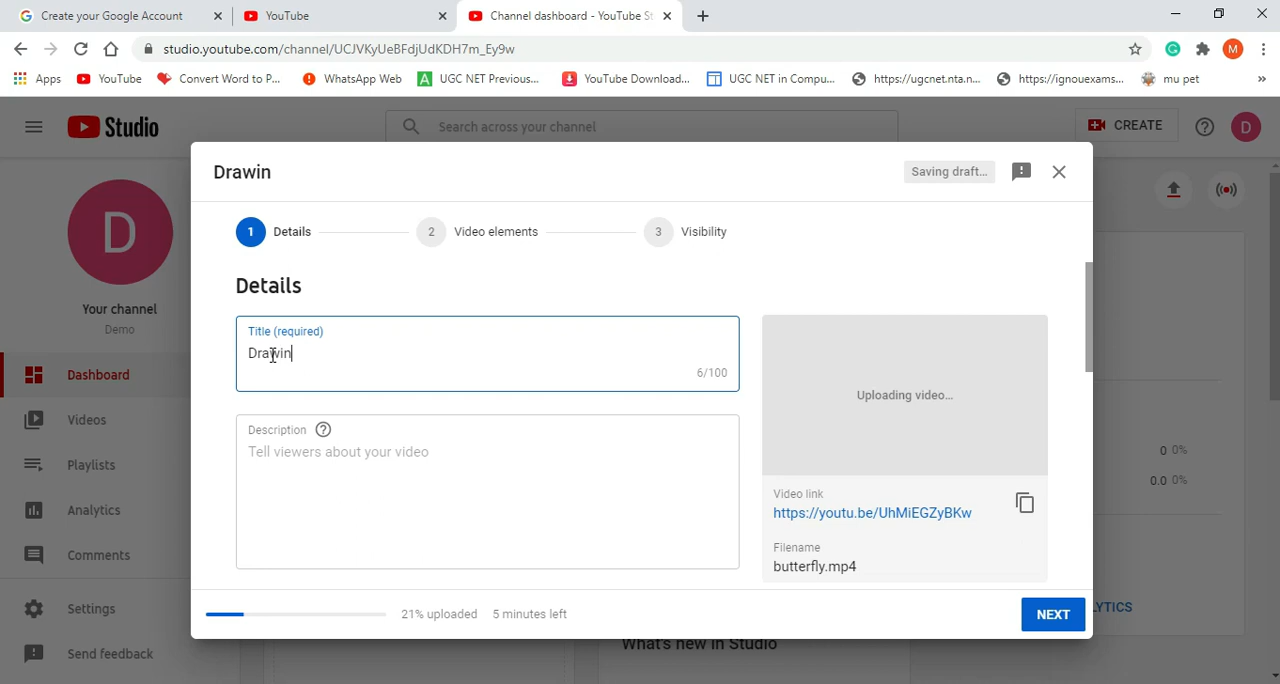 Create your Google Account
YouTube
Channel dashboard - YouTube St
studio.youtube.com/channel/UCJVKyUeBFdjUdKDH7m_Ey9w
M
Apps
YouTube
Convert Word to P...
WhatsApp Web
A
UGC NET Previous...
YouTube Download...
UGC NET in Compu...
https://ugcnet.nta.n...
https://ignouexams...
mu pet
»
Studio
Search across your channel
CREATE
D
D
Your channel
Demo
Dashboard
Videos
Playlists
Analytics
Comments
Settings
Send feedback
Drawin
Saving draft...
1 Details
2 Video elements
3 Visibility
Details
Title (required)
Drawin
6/100
Description
Tell viewers about your video
Uploading video...
Video link
https://youtu.be/UhMiEGZyBKw
Filename
butterfly.mp4
21% uploaded 5 minutes left
NEXT
0 0%
0.0 0%
LYTICS
What's new in Studio